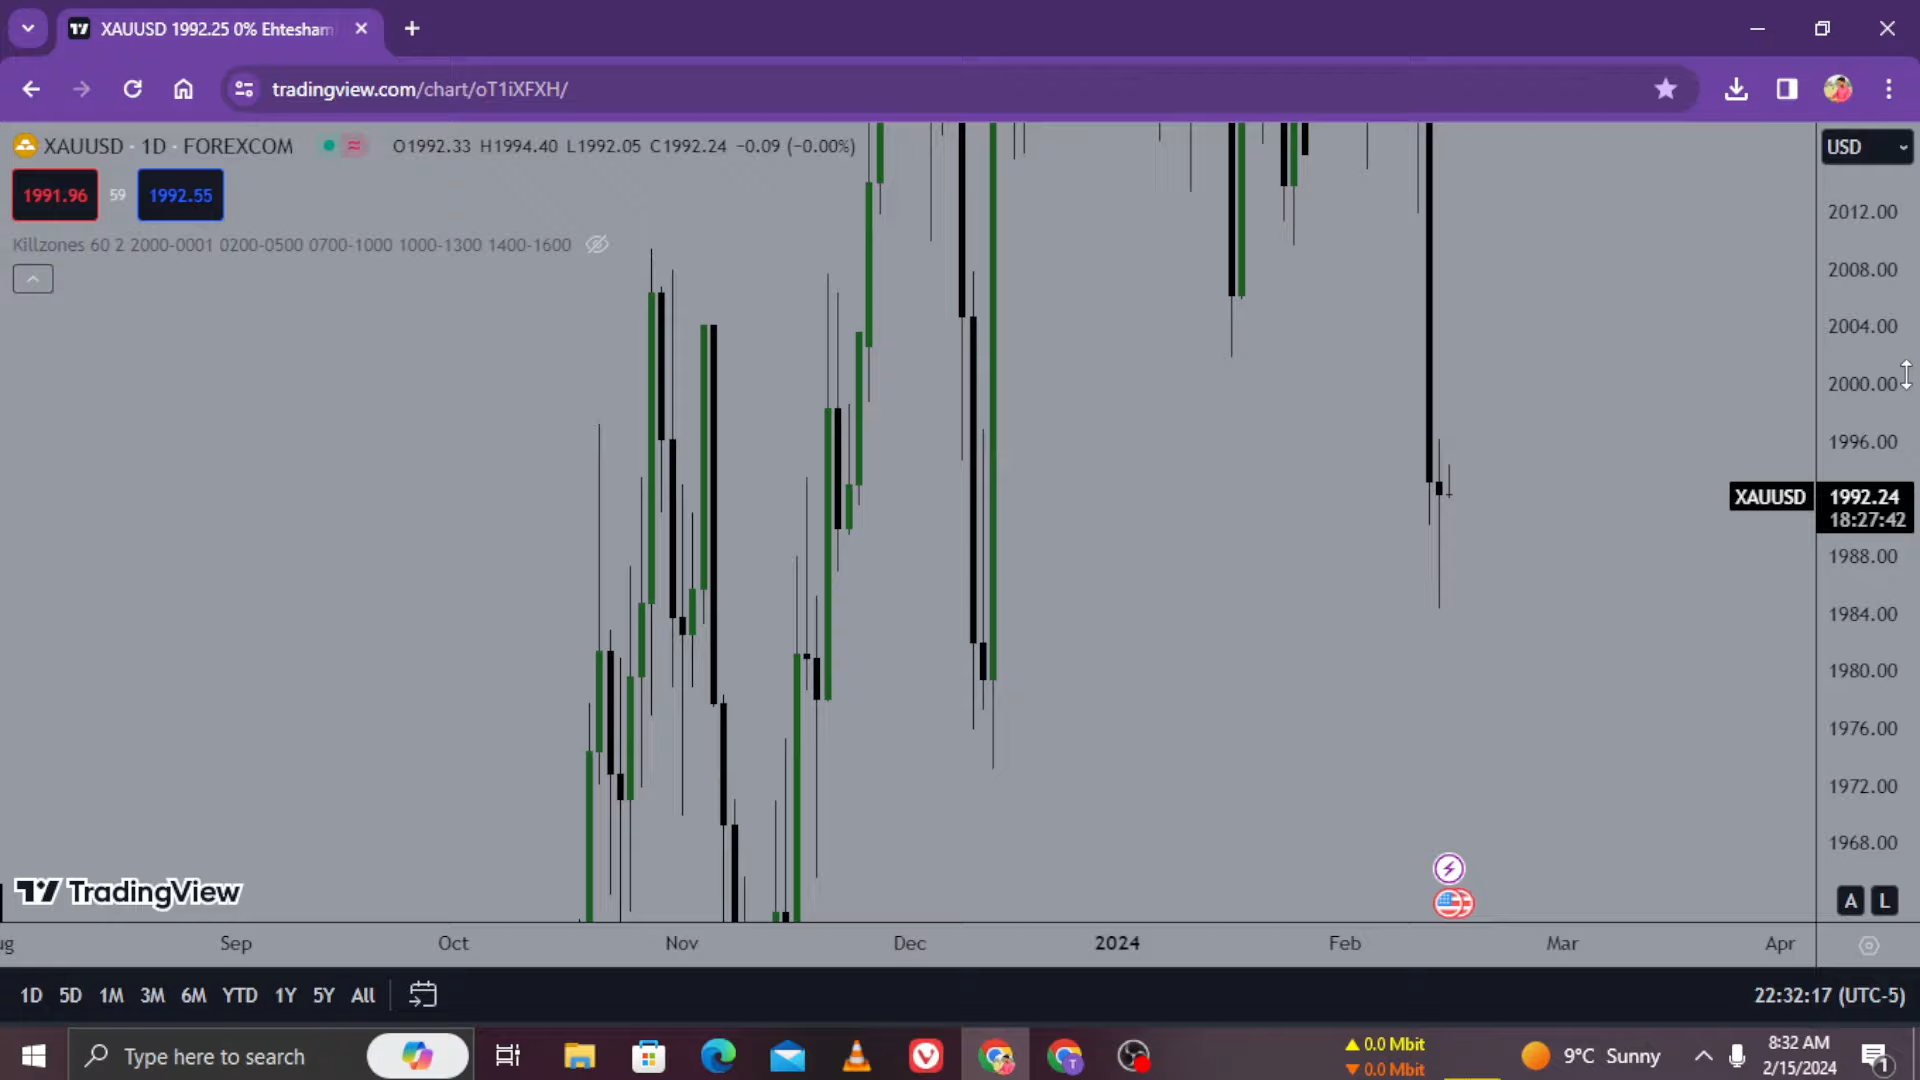 XAUUSD 1992.25 0% Ehtesham
tradingview.com/chart/oT1iXFXH/
XAUUSD · 1D · FOREXCOM O1992.33 H1994.40 L1992.05 C1992.24 −0.09 (−0.00%)
USD
1991.96 59 1992.55
Killzones 60 2 2000-0001 0200-0500 0700-1000 1000-1300 1400-1600
2012.00
2008.00
2004.00
2000.00
1996.00
XAUUSD 1992.24
18:27:42
1988.00
1984.00
1980.00
1976.00
1972.00
1968.00
TradingView
A L
ug Sep Oct Nov Dec 2024 Feb Mar Apr
1D 5D 1M 3M 6M YTD 1Y 5Y All
22:32:17 (UTC-5)
Type here to search
0.0 Mbit
0.0 Mbit
9°C Sunny
8:32 AM
2/15/2024
1